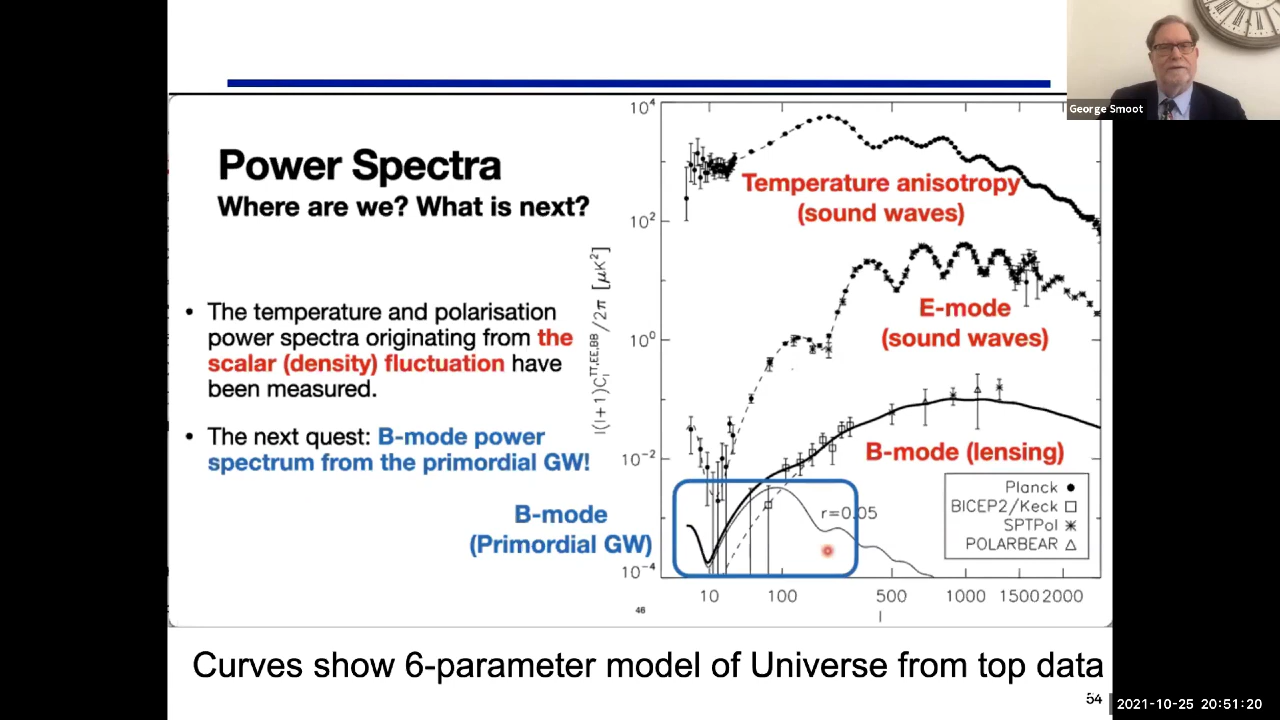 George Smoot
Power Spectra
Where are we? What is next?
• The temperature and polarisation
power spectra originating from the
scalar (density) fluctuation have
been measured.
• The next quest: B-mode power
spectrum from the primordial GW!
B-mode
(Primordial GW)
46
l(l+1)C_l^{TT,EE,BB}/2π [μK²]
10⁴
10²
10⁰
10⁻²
10⁻⁴
Temperature anisotropy
(sound waves)
E-mode
(sound waves)
B-mode (lensing)
r=0.05
Planck
BICEP2/Keck
SPTPol
POLARBEAR
10 100 500 1000 1500 2000
l
Curves show 6-parameter model of Universe from top data
54
2021-10-25 20:51:20